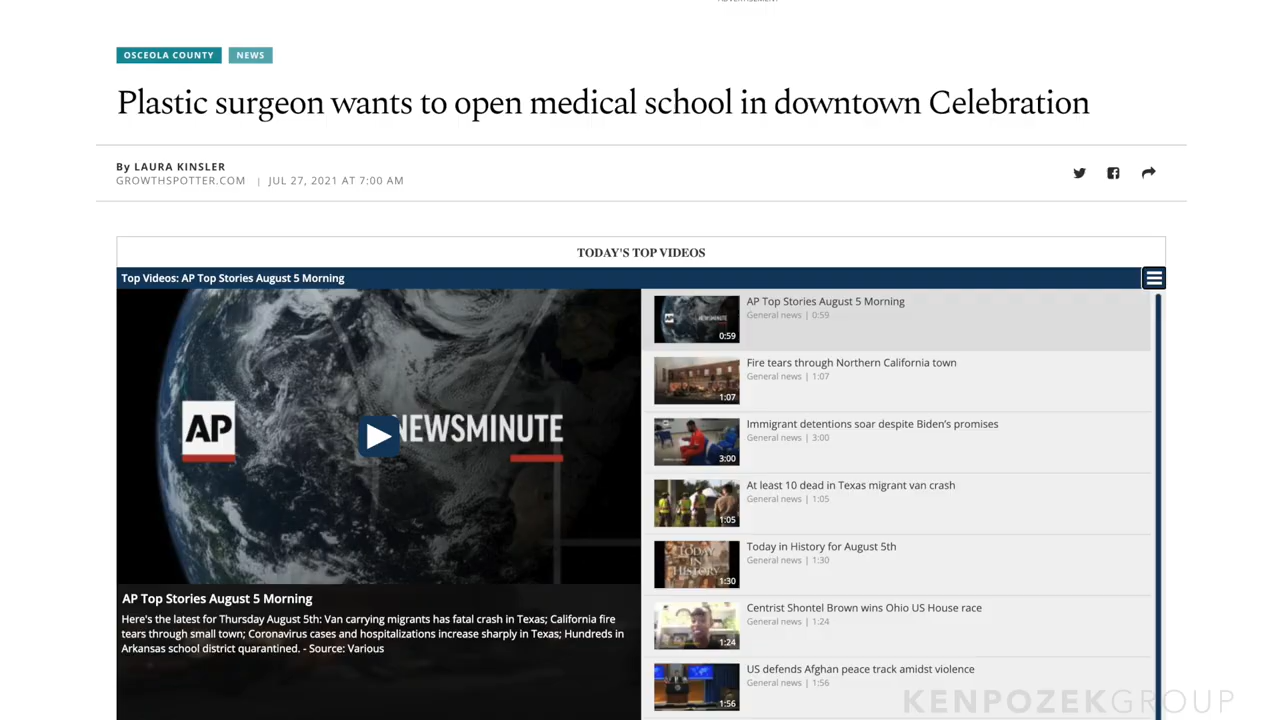 OSCEOLA COUNTY
NEWS
Plastic surgeon wants to open medical school in downtown Celebration
By LAURA KINSLER
GROWTHSPOTTER.COM | JUL 27, 2021 AT 7:00 AM
TODAY'S TOP VIDEOS
Top Videos: AP Top Stories August 5 Morning
AP NEWSMINUTE
AP Top Stories August 5 Morning
Here's the latest for Thursday August 5th: Van carrying migrants has fatal crash in Texas; California fire
tears through small town; Coronavirus cases and hospitalizations increase sharply in Texas; Hundreds in
Arkansas school district quarantined. - Source: Various
AP NEWSMINUTE
0:59
AP Top Stories August 5 Morning
General news | 0:59
1:07
Fire tears through Northern California town
General news | 1:07
3:00
Immigrant detentions soar despite Biden's promises
General news | 3:00
1:05
At least 10 dead in Texas migrant van crash
General news | 1:05
TODAY
IN
HISTORY
1:30
Today in History for August 5th
General news | 1:30
1:24
Centrist Shontel Brown wins Ohio US House race
General news | 1:24
1:56
US defends Afghan peace track amidst violence
General news | 1:56
KENPOZEKGROUP